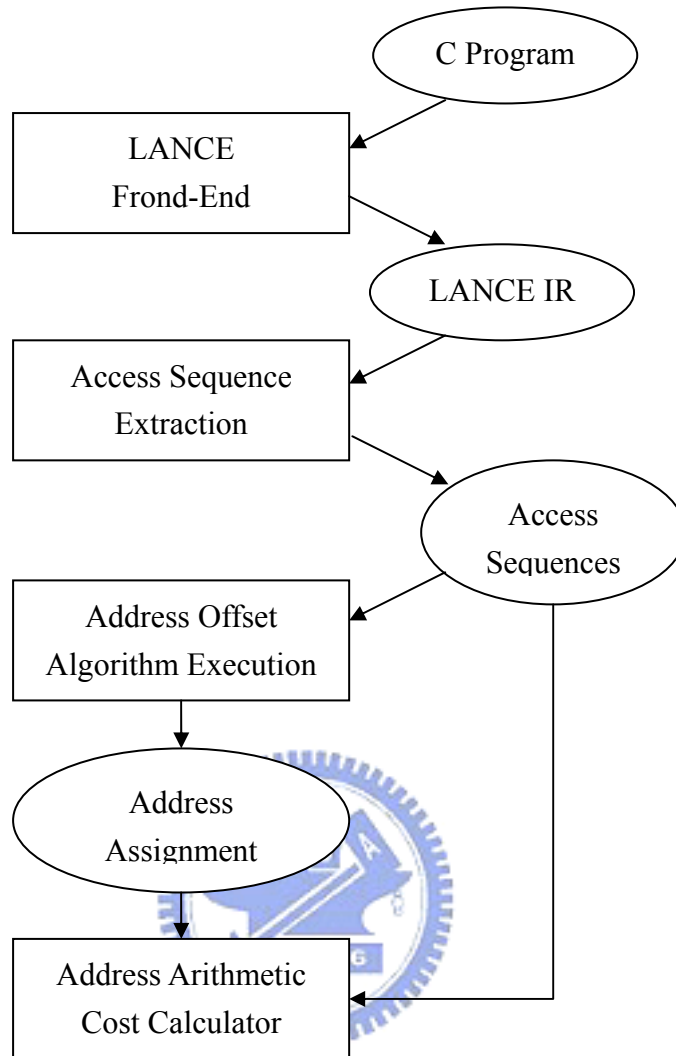 C Program
LANCE
Frond-End
LANCE IR
Access Sequence
Extraction
Access
Sequences
Address Offset
Algorithm Execution
Address
Assignment
Address Arithmetic
Cost Calculator